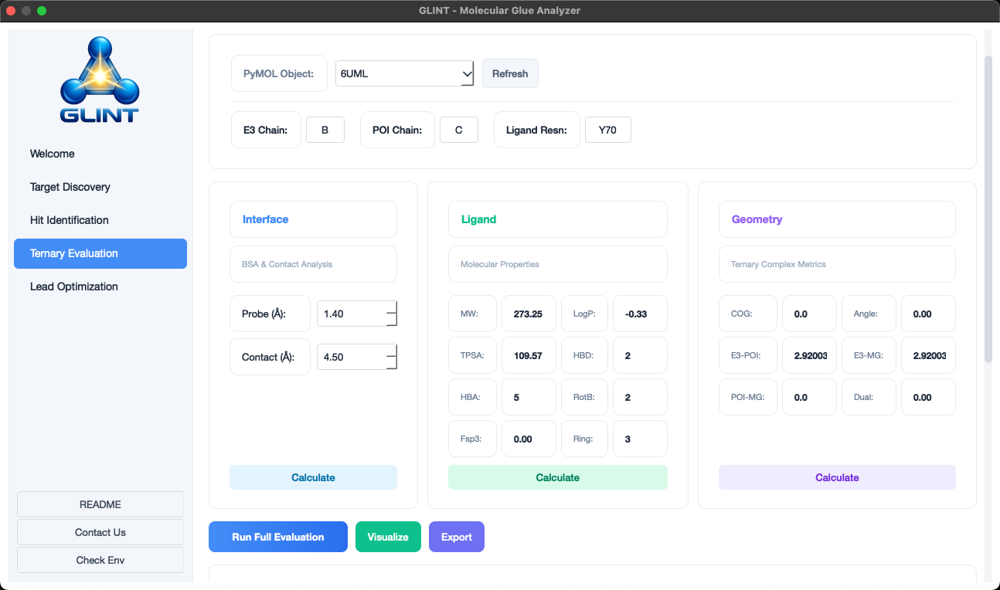 GLINT - Molecular Glue Analyzer
GLINT
Welcome
Target Discovery
Hit Identification
Ternary Evaluation
Lead Optimization
README
Contact Us
Check Env
PyMOL Object: 6UML Refresh
E3 Chain: B POI Chain: C Ligand Resn: Y70
Interface
BSA & Contact Analysis
Probe (Å): 1.40
Contact (Å): 4.50
Calculate
Ligand
Molecular Properties
MW: 273.25 LogP: -0.33
TPSA: 109.57 HBD: 2
HBA: 5 RotB: 2
Fsp3: 0.00 Ring: 3
Calculate
Geometry
Ternary Complex Metrics
COG: 0.0 Angle: 0.00
E3-POI: 2.92003 E3-MG: 2.92003
POI-MG: 0.0 Dual: 0.00
Calculate
Run Full Evaluation Visualize Export